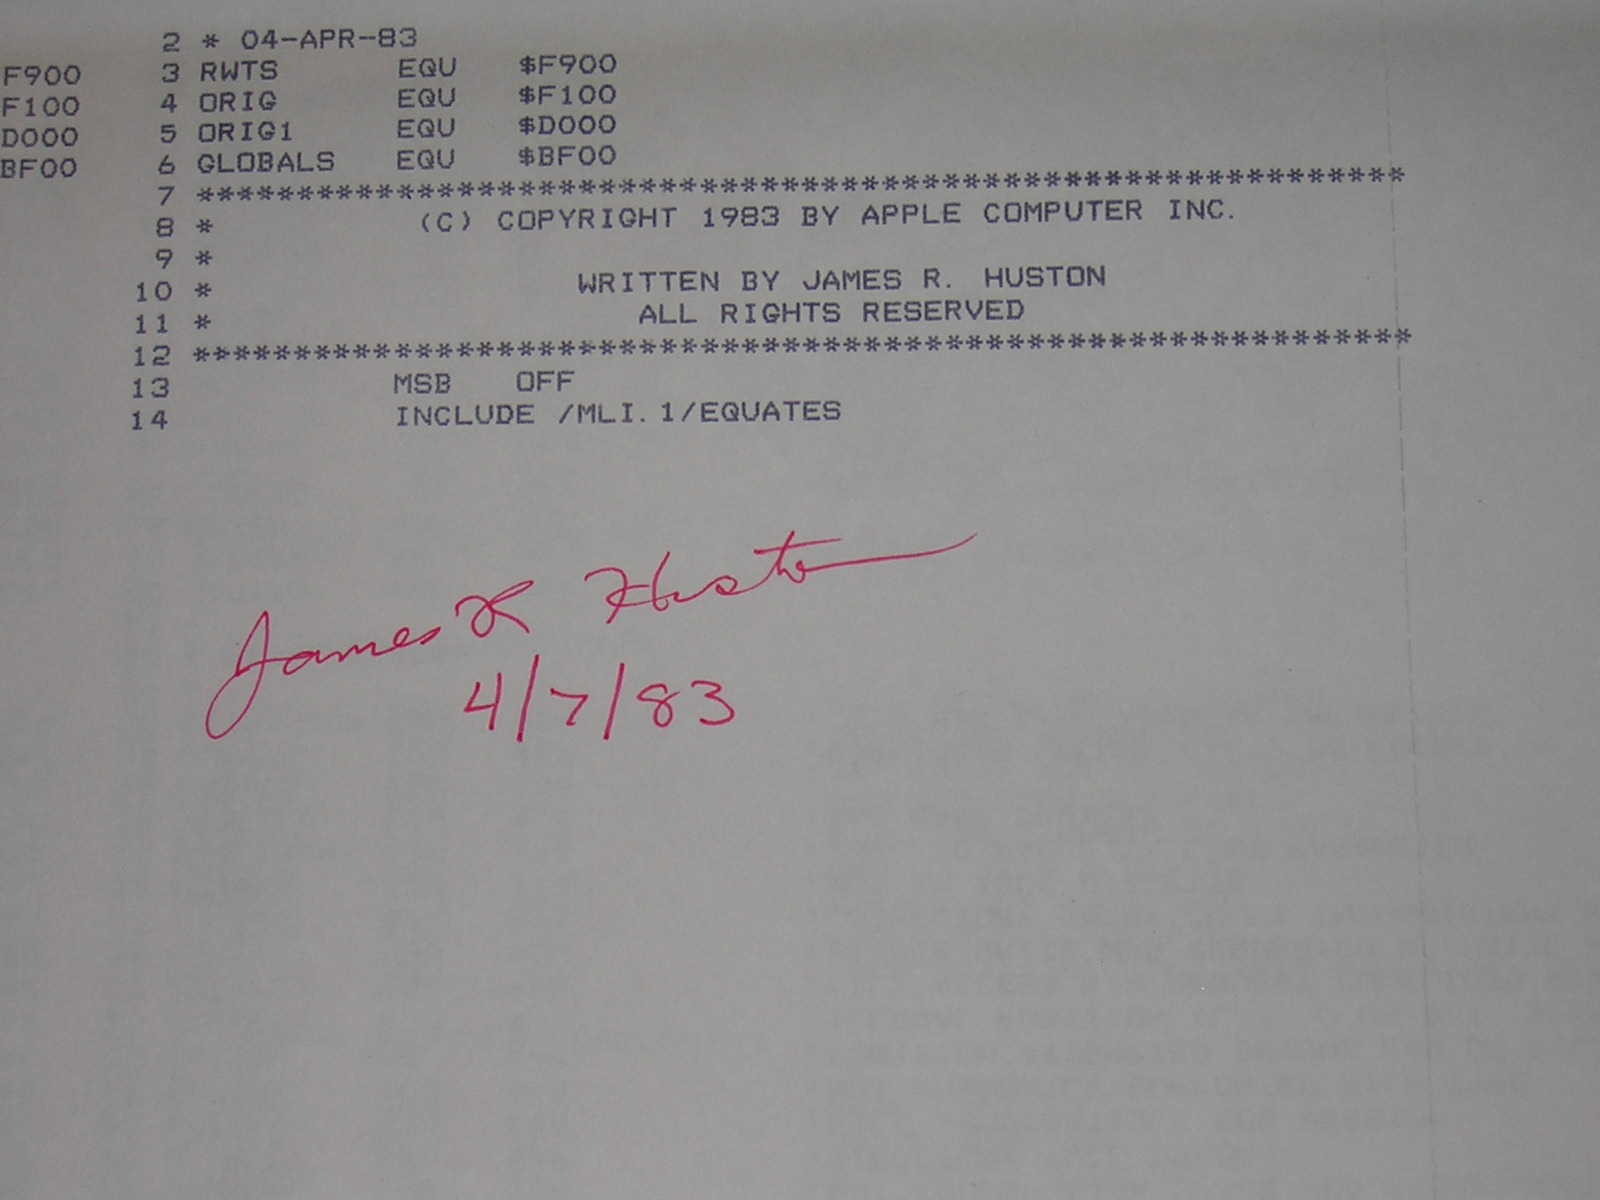 2 * 04-APR-83
F900 3 RWTS EQU $F900
F100 4 ORIG EQU $F100
D000 5 ORIG1 EQU $D000
BF00 6 GLOBALS EQU $BF00
7 *************************************************************
8 * (C) COPYRIGHT 1983 BY APPLE COMPUTER INC.
9 *
10 * WRITTEN BY JAMES R. HUSTON
11 * ALL RIGHTS RESERVED
12 *************************************************************
13 MSB OFF
14 INCLUDE /MLI.1/EQUATES
James R Huston
4/7/83